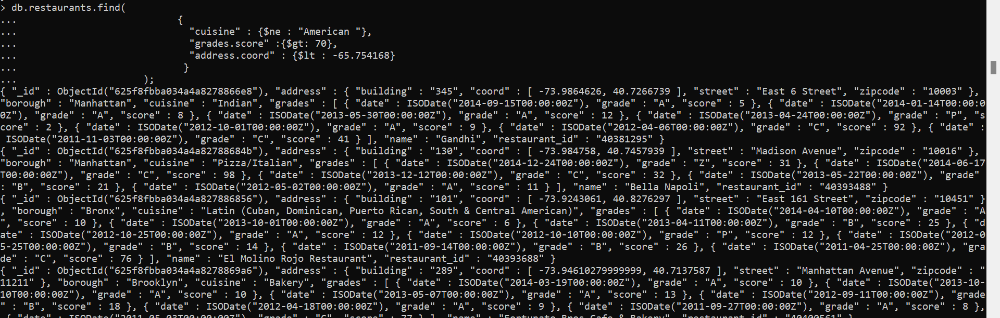 > db.restaurants.find(
...                            {
...                              "cuisine" : {$ne : "American "},
...                              "grades.score" :{$gt: 70},
...                              "address.coord" : {$lt : -65.754168}
...                             }
...                      );
{ "_id" : ObjectId("625f8fbba034a4a8278866e8"), "address" : { "building" : "345", "coord" : [ -73.9864626, 40.7266739 ], "street" : "East 6 Street", "zipcode" : "10003" },
"borough" : "Manhattan", "cuisine" : "Indian", "grades" : [ { "date" : ISODate("2014-09-15T00:00:00Z"), "grade" : "A", "score" : 5 }, { "date" : ISODate("2014-01-14T00:00:0
0Z"), "grade" : "A", "score" : 8 }, { "date" : ISODate("2013-05-30T00:00:00Z"), "grade" : "A", "score" : 12 }, { "date" : ISODate("2013-04-24T00:00:00Z"), "grade" : "P", "s
core" : 2 }, { "date" : ISODate("2012-10-01T00:00:00Z"), "grade" : "A", "score" : 9 }, { "date" : ISODate("2012-04-06T00:00:00Z"), "grade" : "C", "score" : 92 }, { "date" :
 ISODate("2011-11-03T00:00:00Z"), "grade" : "C", "score" : 41 } ], "name" : "Gandhi", "restaurant_id" : "40381295" }
{ "_id" : ObjectId("625f8fbba034a4a82788684b"), "address" : { "building" : "130", "coord" : [ -73.984758, 40.7457939 ], "street" : "Madison Avenue", "zipcode" : "10016" },
"borough" : "Manhattan", "cuisine" : "Pizza/Italian", "grades" : [ { "date" : ISODate("2014-12-24T00:00:00Z"), "grade" : "Z", "score" : 31 }, { "date" : ISODate("2014-06-17
T00:00:00Z"), "grade" : "C", "score" : 98 }, { "date" : ISODate("2013-12-12T00:00:00Z"), "grade" : "C", "score" : 32 }, { "date" : ISODate("2013-05-22T00:00:00Z"), "grade"
: "B", "score" : 21 }, { "date" : ISODate("2012-05-02T00:00:00Z"), "grade" : "A", "score" : 11 } ], "name" : "Bella Napoli", "restaurant_id" : "40393488" }
{ "_id" : ObjectId("625f8fbba034a4a827886856"), "address" : { "building" : "101", "coord" : [ -73.9243061, 40.8276297 ], "street" : "East 161 Street", "zipcode" : "10451" }
, "borough" : "Bronx", "cuisine" : "Latin (Cuban, Dominican, Puerto Rican, South & Central American)", "grades" : [ { "date" : ISODate("2014-04-10T00:00:00Z"), "grade" : "A
", "score" : 10 }, { "date" : ISODate("2013-10-01T00:00:00Z"), "grade" : "A", "score" : 6 }, { "date" : ISODate("2013-04-11T00:00:00Z"), "grade" : "B", "score" : 25 }, { "d
ate" : ISODate("2012-10-25T00:00:00Z"), "grade" : "A", "score" : 12 }, { "date" : ISODate("2012-10-10T00:00:00Z"), "grade" : "P", "score" : 12 }, { "date" : ISODate("2012-0
5-25T00:00:00Z"), "grade" : "B", "score" : 14 }, { "date" : ISODate("2011-09-14T00:00:00Z"), "grade" : "B", "score" : 26 }, { "date" : ISODate("2011-04-25T00:00:00Z"), "gra
de" : "C", "score" : 76 } ], "name" : "El Molino Rojo Restaurant", "restaurant_id" : "40393688" }
{ "_id" : ObjectId("625f8fbba034a4a8278869a6"), "address" : { "building" : "289", "coord" : [ -73.94610279999999, 40.7137587 ], "street" : "Manhattan Avenue", "zipcode" : "
11211" }, "borough" : "Brooklyn", "cuisine" : "Bakery", "grades" : [ { "date" : ISODate("2014-03-19T00:00:00Z"), "grade" : "A", "score" : 10 }, { "date" : ISODate("2013-10-
10T00:00:00Z"), "grade" : "A", "score" : 10 }, { "date" : ISODate("2013-05-07T00:00:00Z"), "grade" : "A", "score" : 13 }, { "date" : ISODate("2012-09-11T00:00:00Z"), "grade
" : "B", "score" : 18 }, { "date" : ISODate("2012-04-18T00:00:00Z"), "grade" : "A", "score" : 9 }, { "date" : ISODate("2011-09-27T00:00:00Z"), "grade" : "A", "score" : 8 },
 { "date" : ISODate("2011-05-03T00:00:00Z"), "grade" : "C", "score" : 77 } ], "name" : "Fortunato Bros Cafe & Bakery", "restaurant_id" : "40400561" }